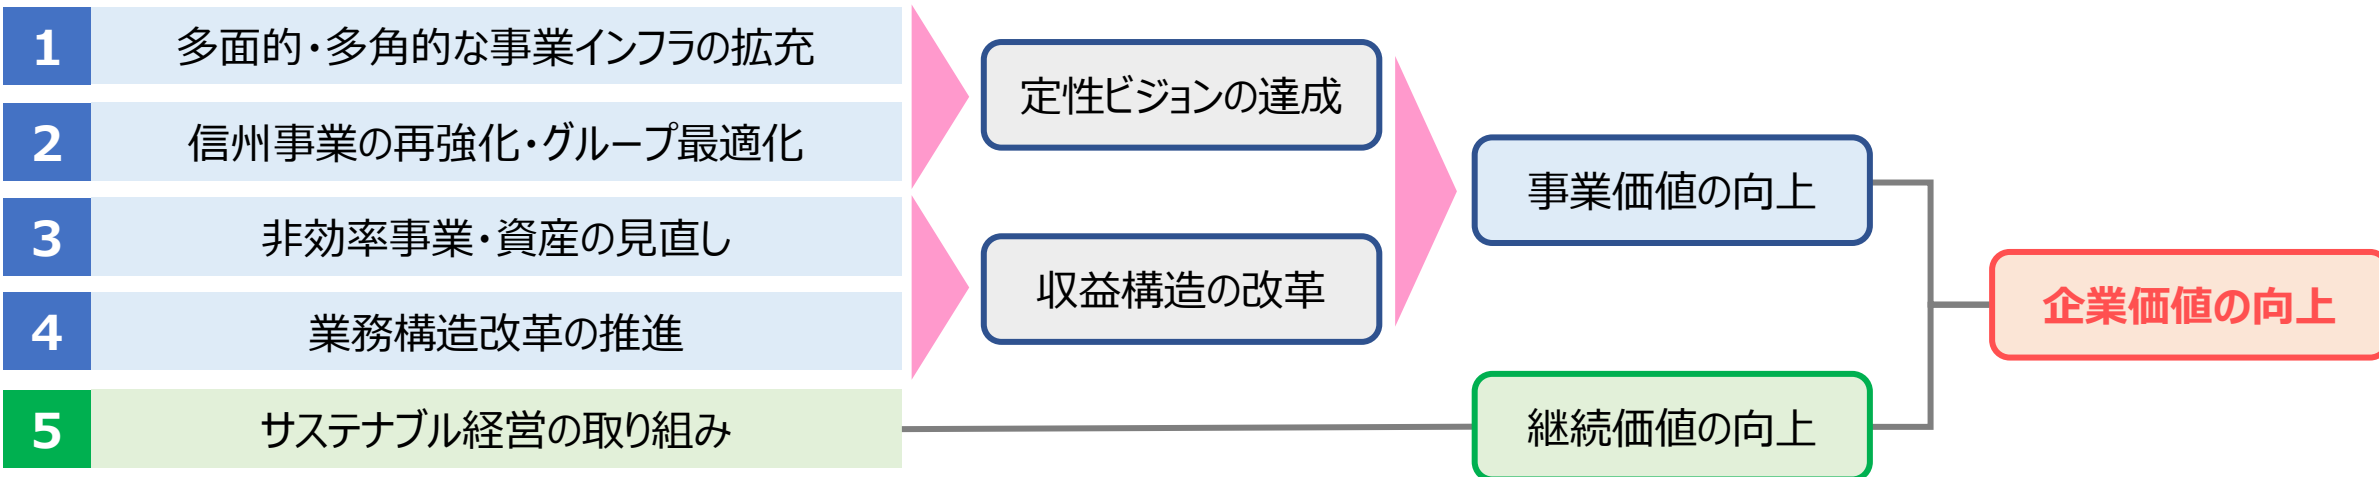 1 多面的・多角的な事業インフラの拡充
2 信州事業の再強化・グループ最適化
3 非効率事業・資産の見直し
4 業務構造改革の推進
5 サステナブル経営の取り組み
定性ビジョンの達成
収益構造の改革
事業価値の向上
継続価値の向上
企業価値の向上